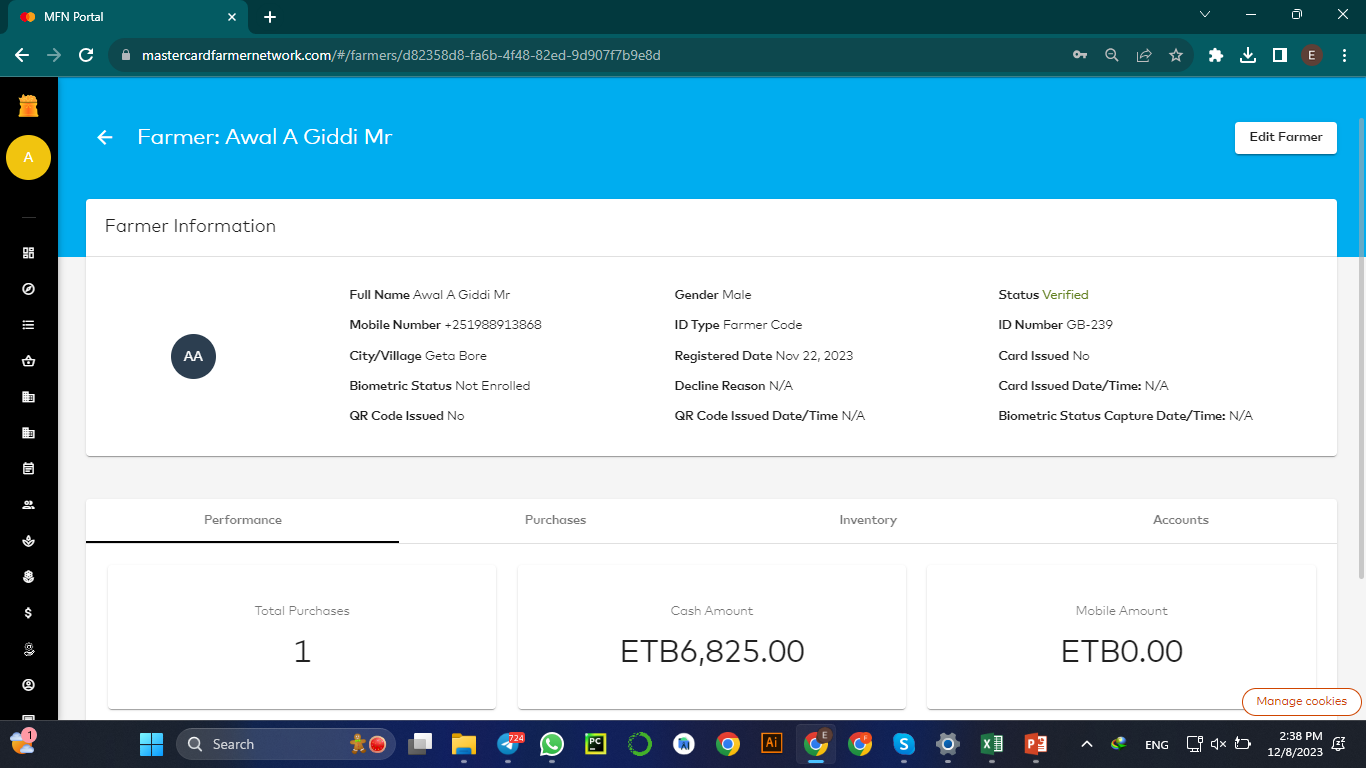 MFN Portal
mastercardfarmernetwork.com/#/farmers/d82358d8-fa6b-4f48-82ed-9d907f7b9e8d
E
A
Farmer: Awal A Giddi Mr
Edit Farmer
Farmer Information
AA
Full Name Awal A Giddi Mr
Gender Male
Status Verified
Mobile Number +251988913868
ID Type Farmer Code
ID Number GB-239
City/Village Geta Bore
Registered Date Nov 22, 2023
Card Issued No
Biometric Status Not Enrolled
Decline Reason N/A
Card Issued Date/Time: N/A
QR Code Issued No
QR Code Issued Date/Time N/A
Biometric Status Capture Date/Time: N/A
Performance
Purchases
Inventory
Accounts
Total Purchases
1
Cash Amount
ETB6,825.00
Mobile Amount
ETB0.00
Manage cookies
1
Search
724
PC
Ai
E
F
S
X
P
ENG
2:38 PM
12/8/2023